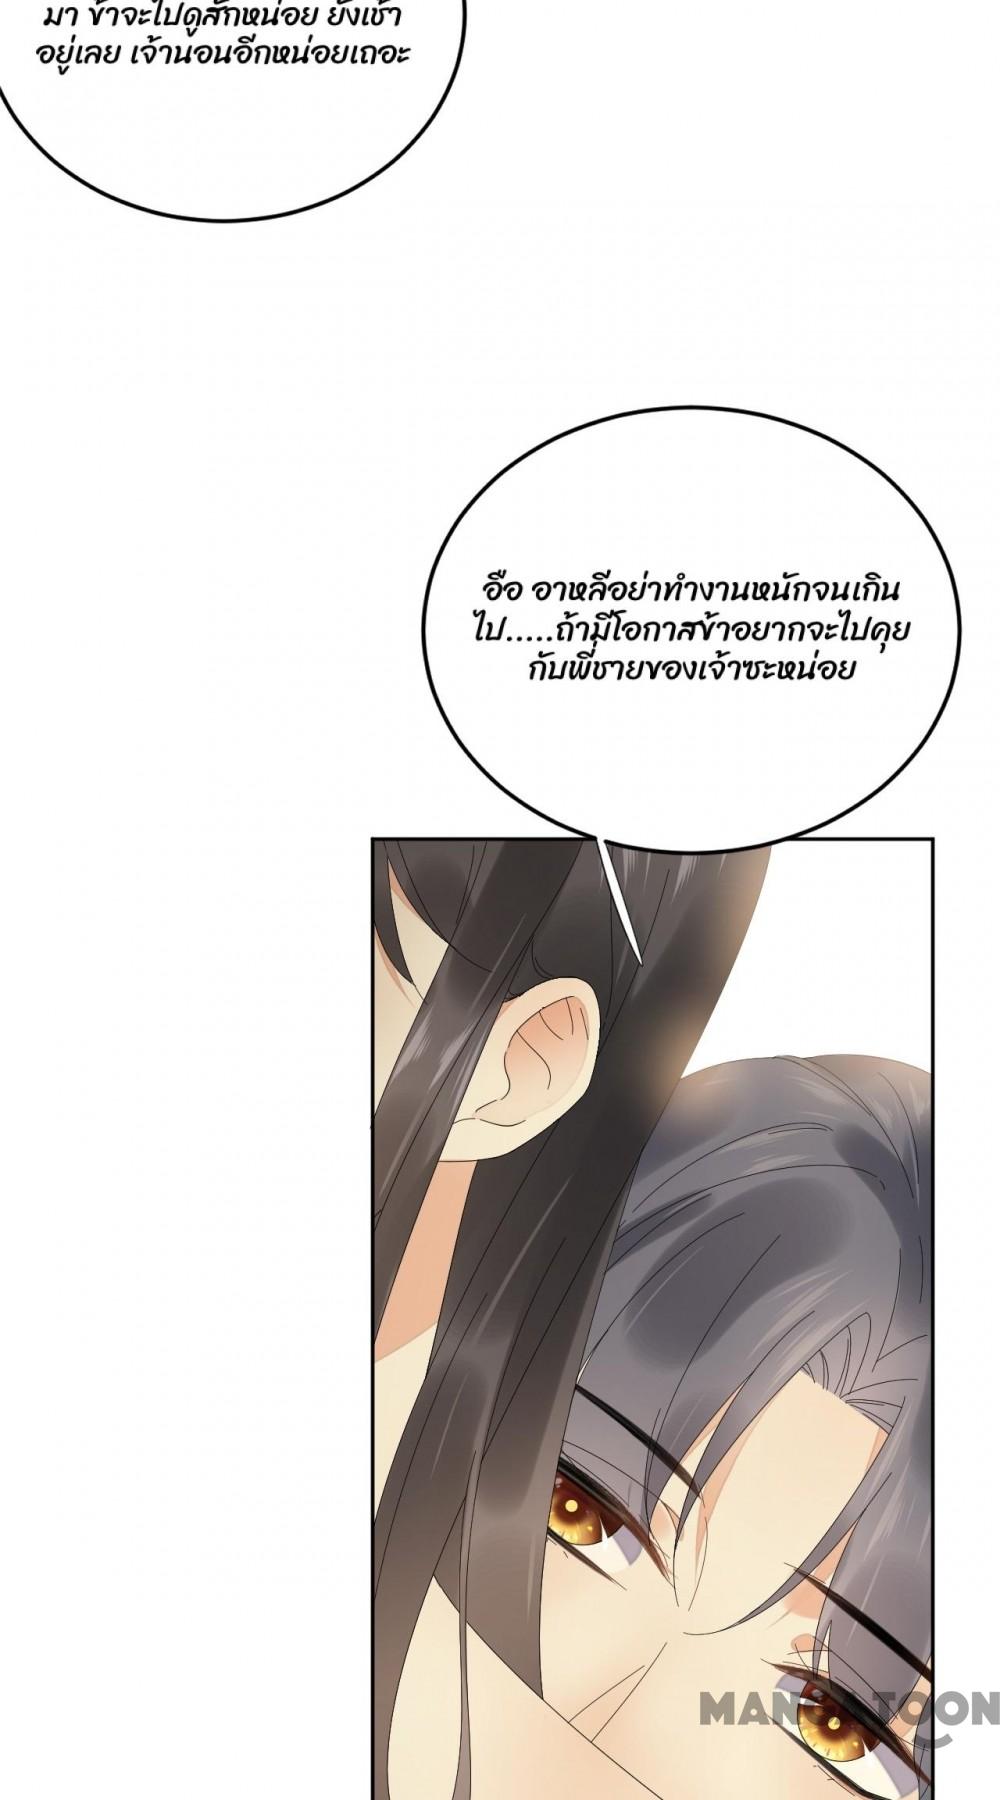 มา ข้าจะไปดูสักหน่อย ยังเช้า
อยู่เลย เจ้านอนอีกหน่อยเถอะ
อือ อาหลีอย่าทำงานหนักจนเกิน
ไป.....ถ้ามีโอกาสข้าอยากจะไปคุย
กับพี่ชายของเจ้าซะหน่อย
MANGATOON